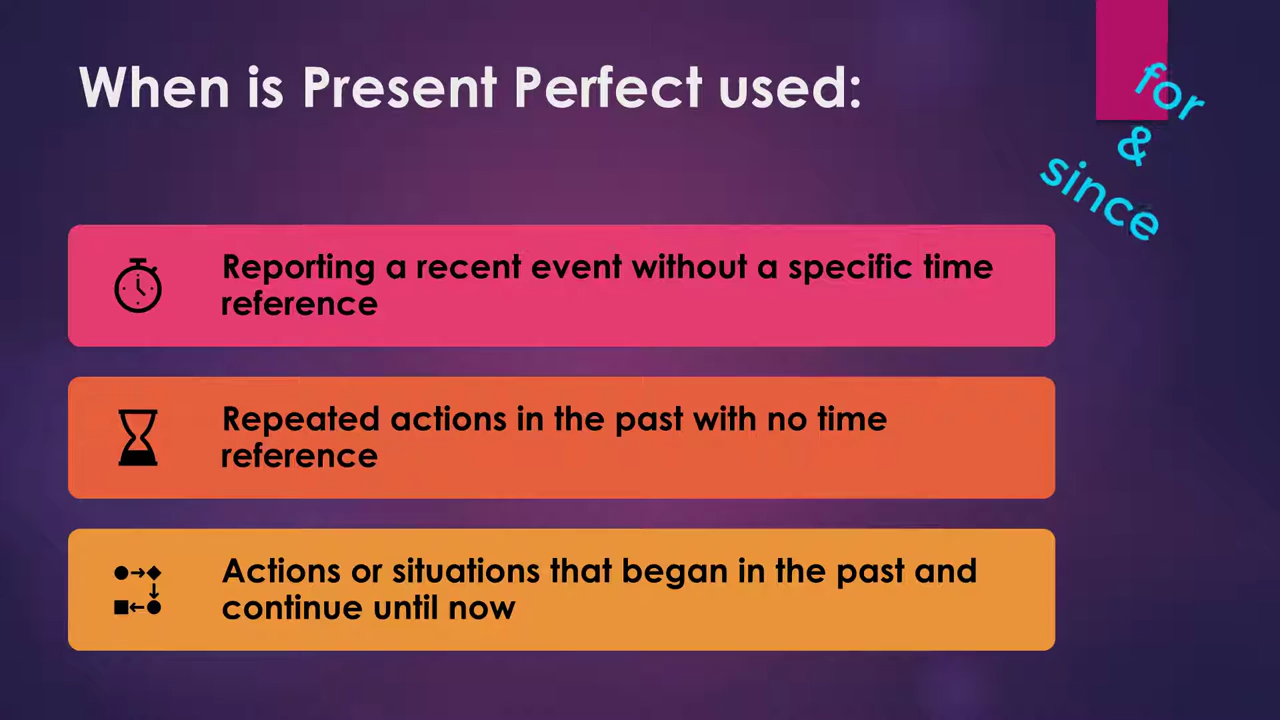 When is Present Perfect used:
for
&
since
Reporting a recent event without a specific time
reference
Repeated actions in the past with no time
reference
Actions or situations that began in the past and
continue until now